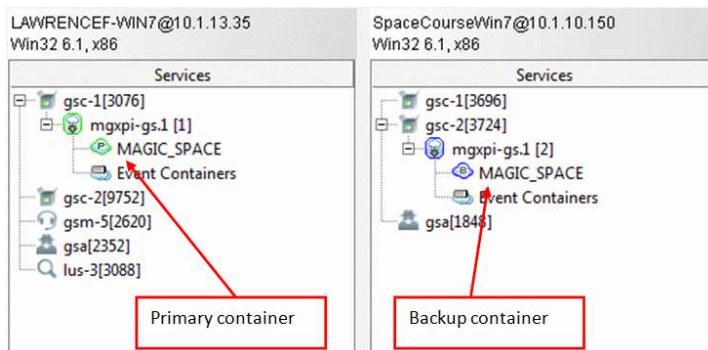 LAWRENCEF-WIN7@10.1.13.35
Win32 6.1, x86
Services
gsc-1[3076]
mgxpi-gs.1 [1]
P
MAGIC_SPACE
Event Containers
gsc-2[9752]
gsm-5[2620]
gsa[2352]
lus-3[3088]
Primary container
SpaceCourseWin7@10.1.10.150
Win32 6.1, x86
Services
gsc-1[3696]
gsc-2[3724]
mgxpi-gs.1 [2]
B
MAGIC_SPACE
Event Containers
gsa[1848]
Backup container